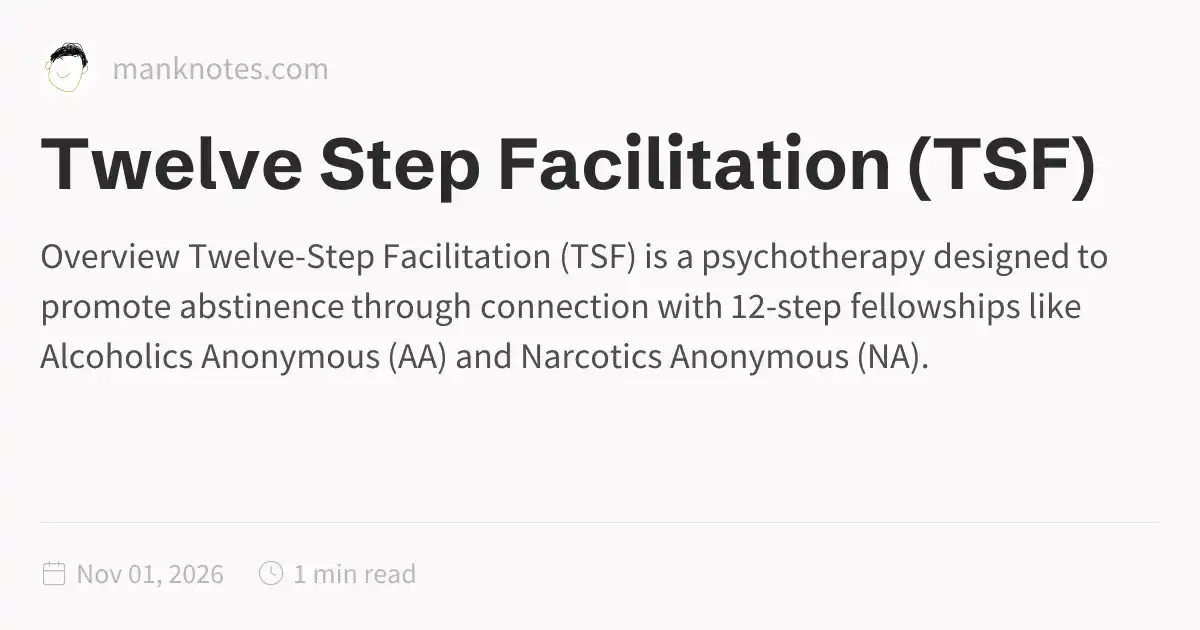 manknotes.com
Twelve Step Facilitation (TSF)
Overview Twelve-Step Facilitation (TSF) is a psychotherapy designed to
promote abstinence through connection with 12-step fellowships like
Alcoholics Anonymous (AA) and Narcotics Anonymous (NA).
Nov 01, 2026 1 min read